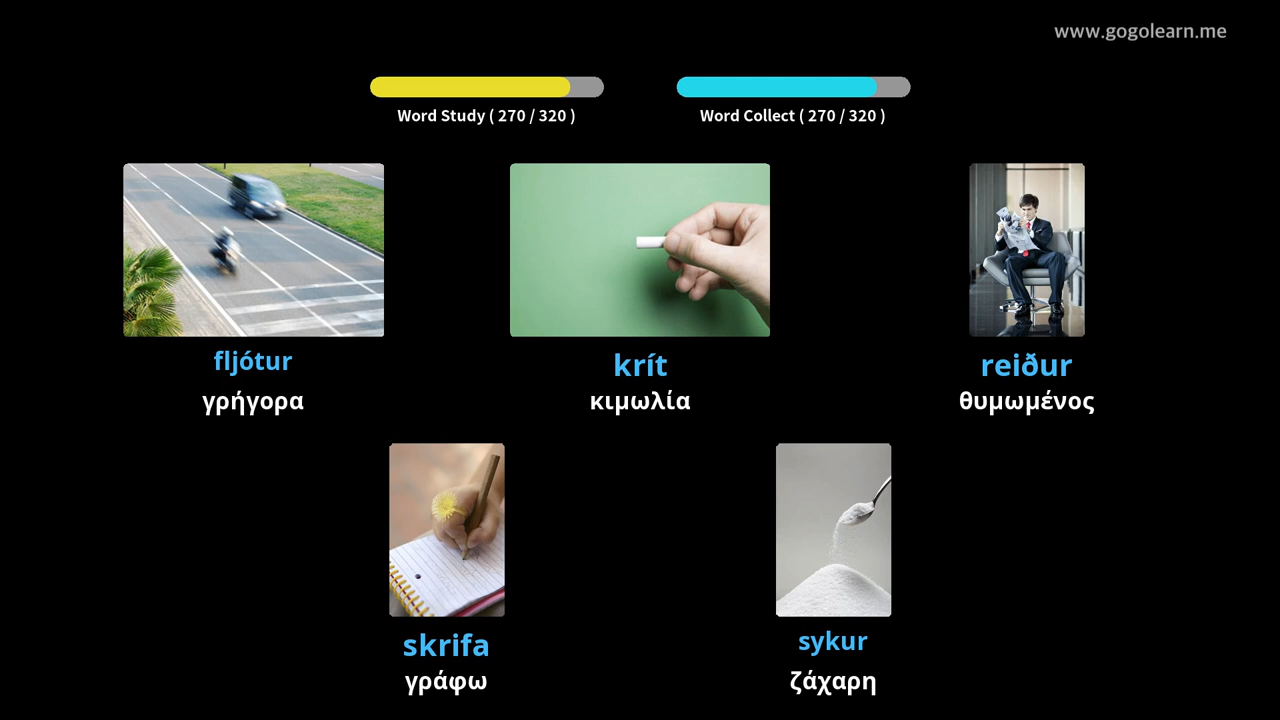 www.gogolearn.me
Word Study ( 270 / 320 )
Word Collect ( 270 / 320 )
fljótur
γρήγορα
krít
κιμωλία
reiður
θυμωμένος
skrifa
γράφω
sykur
ζάχαρη